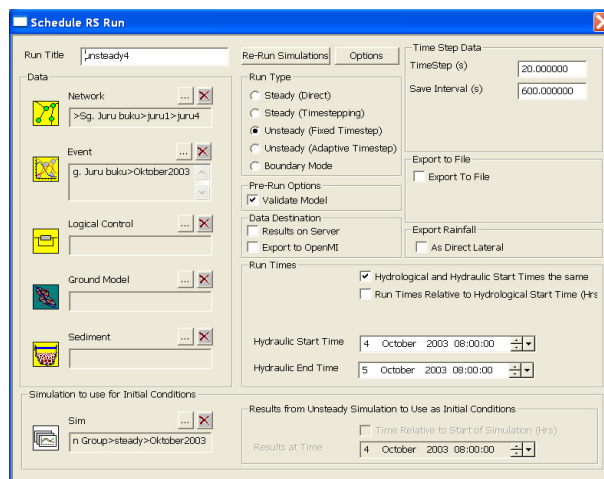 Schedule RS Run
Run Title
unsteady4
Re-Run Simulations
Options
Data
Network
...
>Sg. Juru buku>juru1>juru4
Event
...
g. Juru buku>Oktober2003
Logical Control
...
Ground Model
...
Sediment
...
Run Type
Steady (Direct)
Steady (Timestepping)
Unsteady (Fixed Timestep)
Unsteady (Adaptive Timestep)
Boundary Mode
Pre-Run Options
Validate Model
Data Destination
Results on Server
Export to OpenMI
Time Step Data
TimeStep (s)
20.000000
Save Interval (s)
600.000000
Export to File
Export To File
Export Rainfall
As Direct Lateral
Run Times
Hydrological and Hydraulic Start Times the same
Run Times Relative to Hydrological Start Time (Hrs
Hydraulic Start Time
4 October 2003 08:00:00
Hydraulic End Time
5 October 2003 08:00:00
Simulation to use for Initial Conditions
Sim
...
n Group>steady>Oktober2003
Results from Unsteady Simulation to Use as Initial Conditions
Time Relative to Start of Simulation (Hrs)
Results at Time
4 October 2003 08:00:00